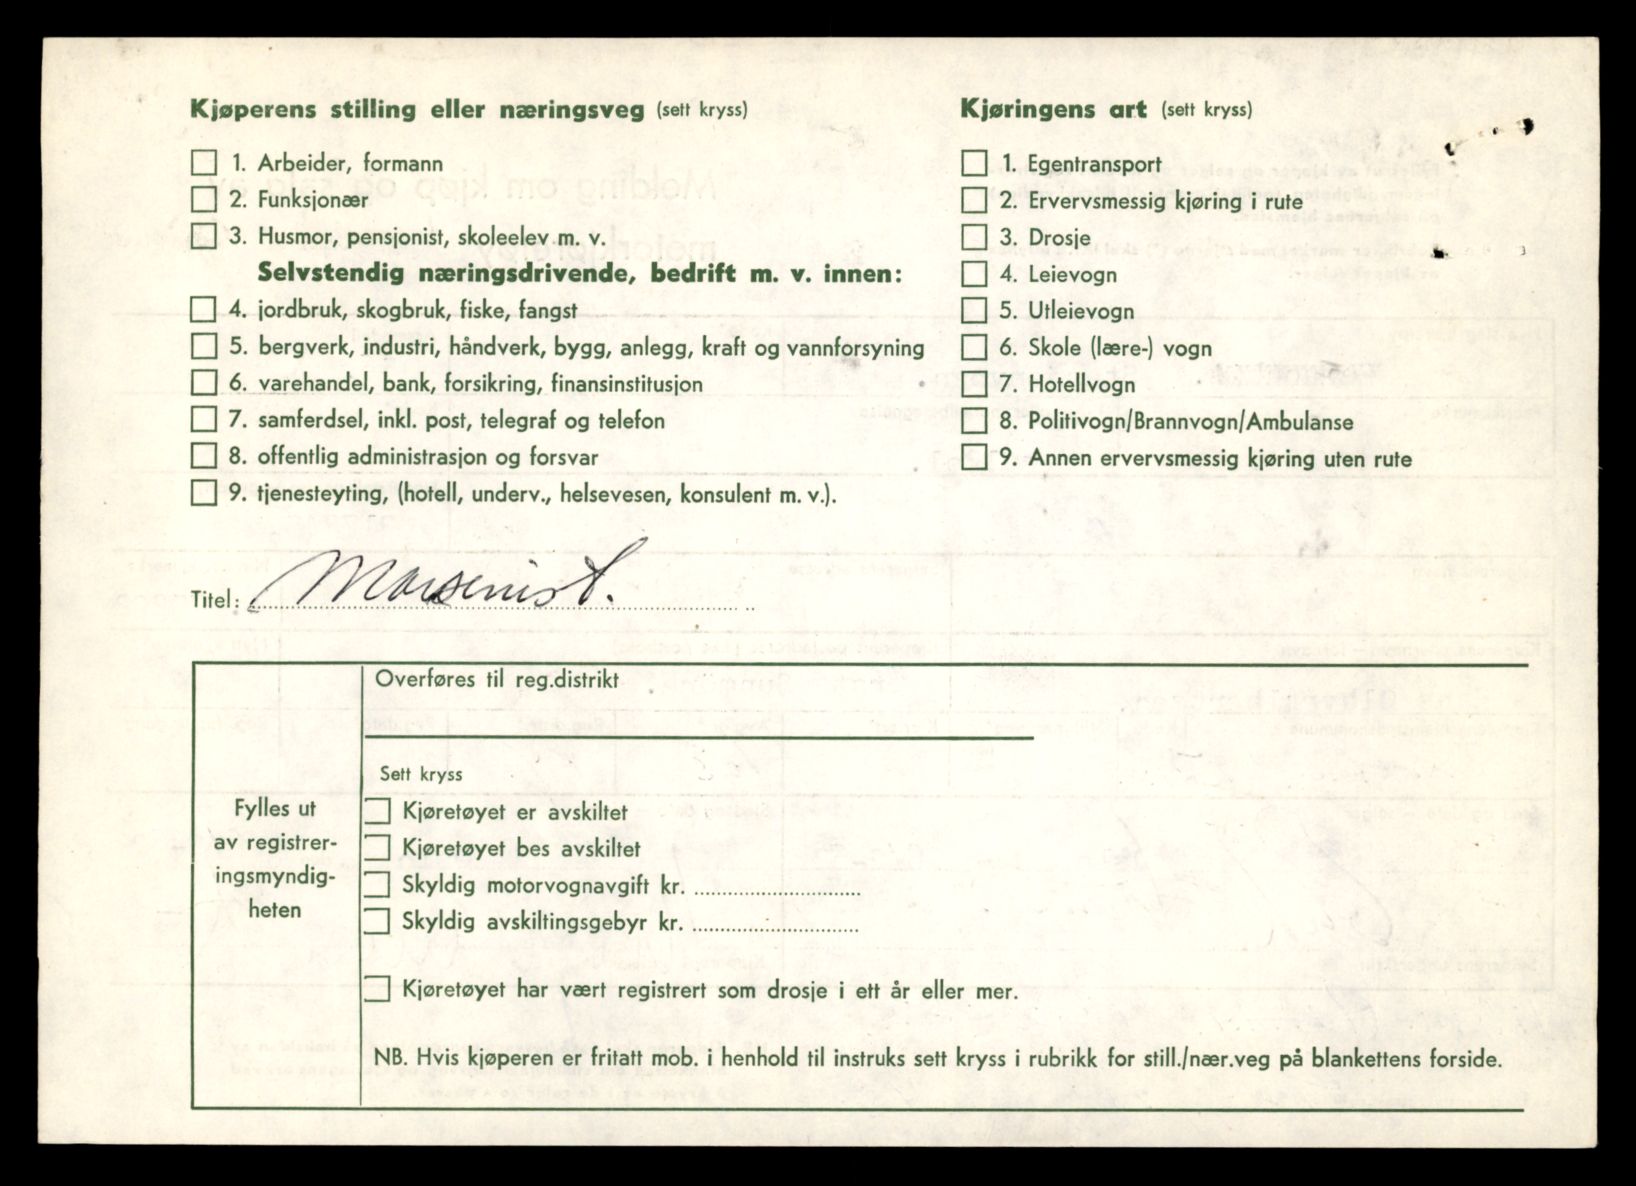 Kjøperens stilling eller næringsveg (sett kryss)
1. Arbeider, formann
2. Funksjonær
3. Husmor, pensjonist, skoleelev m. v.
Selvstendig næringsdrivende, bedrift m. v. innen:
4. jordbruk, skogbruk, fiske, fangst
5. bergverk, industri, håndverk, bygg, anlegg, kraft og vannforsyning
6. varehandel, bank, forsikring, finansinstitusjon
7. samferdsel, inkl. post, telegraf og telefon
8. offentlig administrasjon og forsvar
9. tjenesteyting, (hotell, underv., helsevesen, konsulent m. v.).
Kjøringens art (sett kryss)
1. Egentransport
2. Ervervsmessig kjøring i rute
3. Drosje
4. Leievogn
5. Utleievogn
6. Skole (lære-) vogn
7. Hotellvogn
8. Politivogn/Brannvogn/Ambulanse
9. Annen ervervsmessig kjøring uten rute
Titel:
Fylles ut
av registrer-
ingsmyndig-
heten
Overføres til reg.distrikt
Sett kryss
Kjøretøyet er avskiltet
Kjøretøyet bes avskiltet
Skyldig motorvognavgift kr.
Skyldig avskiltingsgebyr kr.
Kjøretøyet har vært registrert som drosje i ett år eller mer.
NB. Hvis kjøperen er fritatt mob. i henhold til instruks sett kryss i rubrikk for still./nær.veg på blankettens forside.